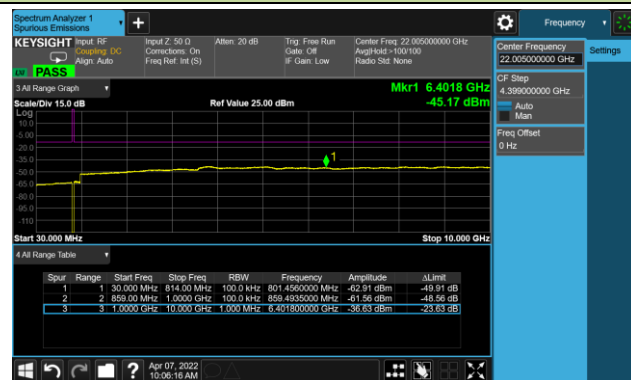 Spectrum Analyzer 1
Spurious Emissions
Frequency
KEYSIGHT Input: RF Input Z: 50 Ω Atten: 20 dB Trig: Free Run Center Freq: 22.005000000 GHz
Coupling: DC Corrections: On Gate: Off Avg|Hold:>100/100
Align: Auto Freq Ref: Int (S) IF Gain: Low Radio Std: None
PASS
Center Frequency
22.005000000 GHz
Settings
CF Step
4.399000000 GHz
Auto
Man
Freq Offset
0 Hz
3 All Range Graph
Mkr1 6.4018 GHz
Scale/Div 15.0 dB Ref Value 25.00 dBm -45.17 dBm
Log
10.0
-5.00
-20.0
-35.0
-50.0
-65.0
-80.0
-95.0
-110
1
Start 30.000 MHz Stop 10.000 GHz
4 All Range Table
Spur Range Start Freq Stop Freq RBW Frequency Amplitude ΔLimit
1 1 30.000 MHz 814.00 MHz 100.0 kHz 801.4560000 MHz -62.91 dBm -49.91 dB
2 2 859.00 MHz 1.0000 GHz 100.0 kHz 859.4935000 MHz -61.56 dBm -48.56 dB
3 3 1.0000 GHz 10.000 GHz 1.000 MHz 6.401800000 GHz -36.63 dBm -23.63 dB
Apr 07, 2022
10:06:16 AM